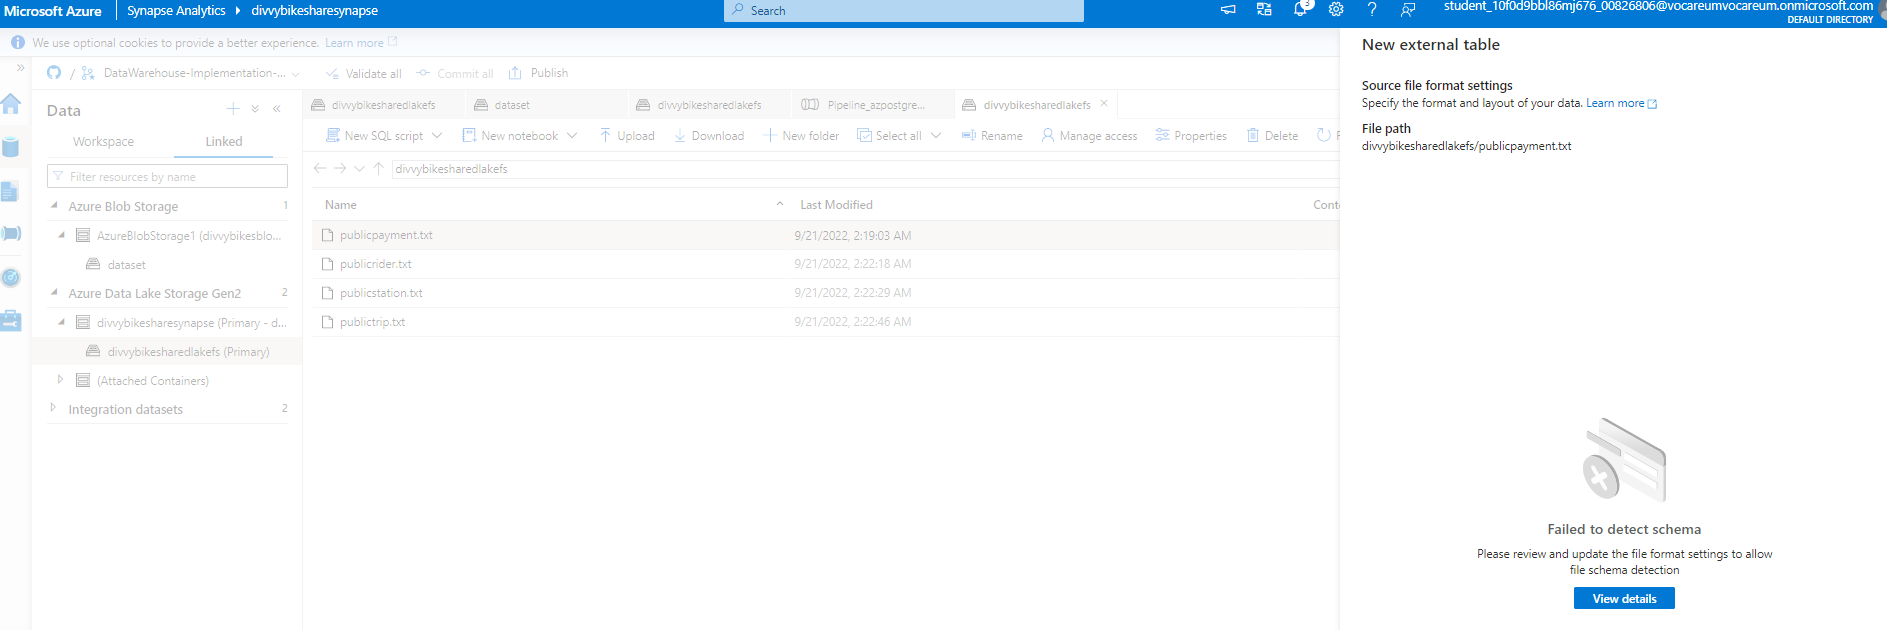 Microsoft Azure
Synapse Analytics
divvybikesharesynapse
Search
3
student_10f0d9bbl86mj676_00826806@vocareumvocareum.onmicrosoft.com
DEFAULT DIRECTORY
We use optional cookies to provide a better experience. Learn more
/ DataWarehouse-Implementation-...
Validate all
Commit all
Publish
Data
Workspace
Linked
Filter resources by name
Azure Blob Storage 1
AzureBlobStorage1 (divvybikesblo...
dataset
Azure Data Lake Storage Gen2 2
divvybikesharesynapse (Primary - d...
divvybikesharedlakefs (Primary)
(Attached Containers)
Integration datasets 2
divvybikesharedlakefs
dataset
divvybikesharedlakefs
Pipeline_azpostgre...
divvybikesharedlakefs
New SQL script
New notebook
Upload
Download
New folder
Select all
Rename
Manage access
Properties
Delete
divvybikesharedlakefs
Name Last Modified Conte
publicpayment.txt 9/21/2022, 2:19:03 AM
publicrider.txt 9/21/2022, 2:22:18 AM
publicstation.txt 9/21/2022, 2:22:29 AM
publictrip.txt 9/21/2022, 2:22:46 AM
New external table
Source file format settings
Specify the format and layout of your data. Learn more
File path
divvybikesharedlakefs/publicpayment.txt
Failed to detect schema
Please review and update the file format settings to allow
file schema detection
View details